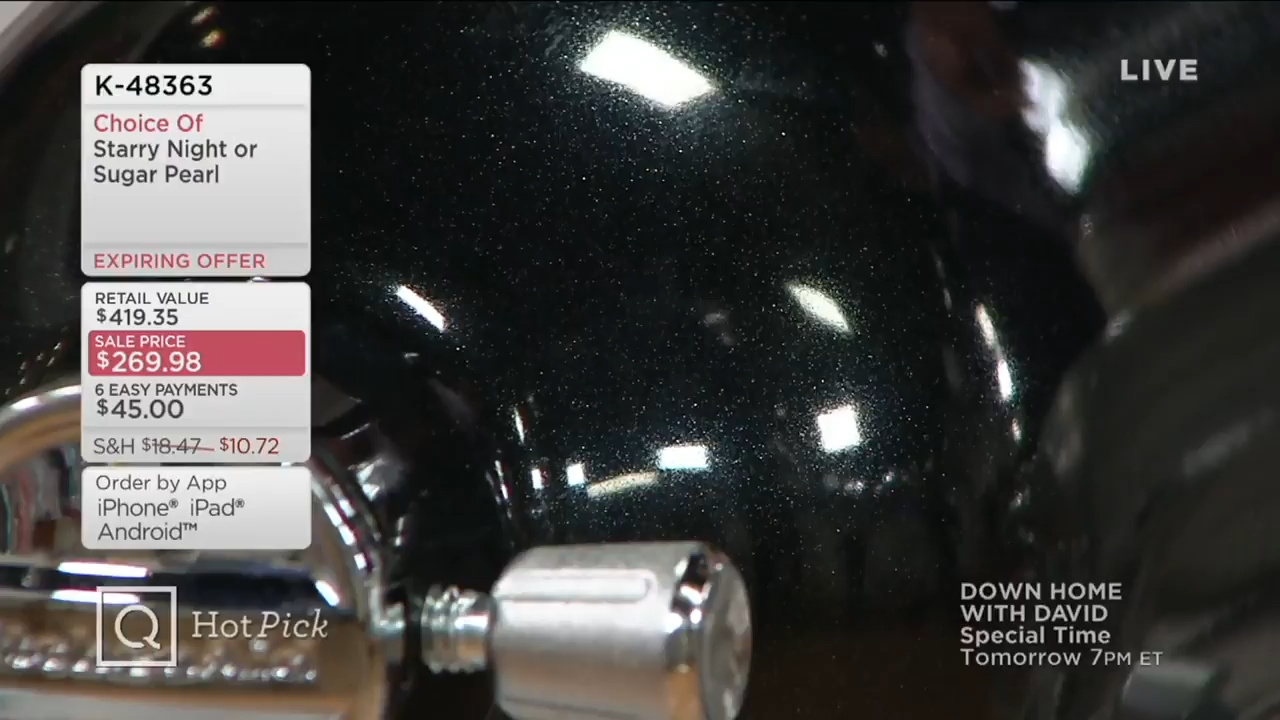 K-48363
Choice Of
Starry Night or
Sugar Pearl
EXPIRING OFFER
RETAIL VALUE
$419.35
SALE PRICE
$269.98
6 EASY PAYMENTS
$45.00
S&H $18.47 $10.72
Order by App
iPhone® iPad®
Android™
Q HotPick
LIVE
DOWN HOME
WITH DAVID
Special Time
Tomorrow 7PM ET